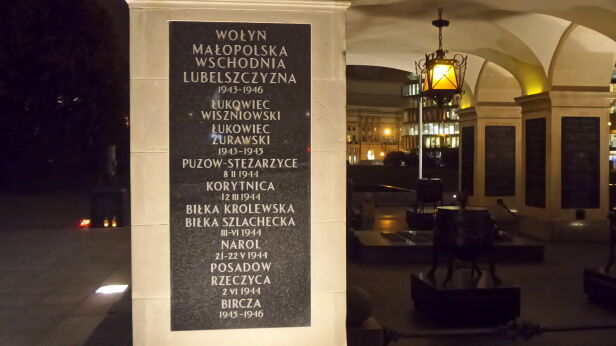 WOŁYŃ
MAŁOPOLSKA
WSCHODNIA
LUBELSZCZYZNA
1943-1946
ŁUKOWIEC
WISZNIOWSKI
ŁUKOWIEC
ŻURAWSKI
1943-1945
PUZOW-STĘŻARZYCE
8 II 1944
KORYTNICA
12 III 1944
BIŁKA KRÓLEWSKA
BIŁKA SZLACHECKA
III-VI 1944
NAROL
21-22 V 1944
POSADÓW
RZECZYCA
2 VI 1944
BIRCZA
1945-1946